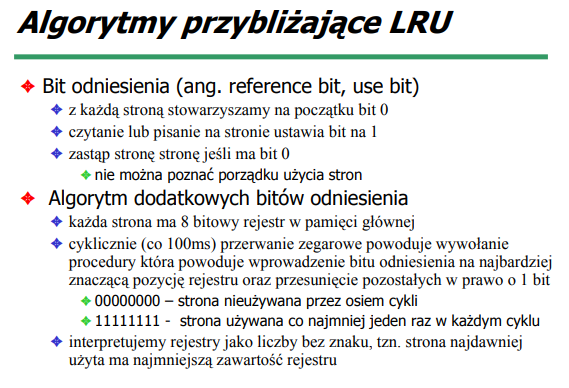 Algorytmy przybliżające LRU
Bit odniesienia (ang. reference bit, use bit)
z każdą stroną stowarzyszamy na początku bit 0
czytanie lub pisanie na stronie ustawia bit na 1
zastąp stronę stronę jeśli ma bit 0
nie można poznać porządku użycia stron
Algorytm dodatkowych bitów odniesienia
każda strona ma 8 bitowy rejestr w pamięci głównej
cyklicznie (co 100ms) przerwanie zegarowe powoduje wywołanie
procedury która powoduje wprowadzenie bitu odniesienia na najbardziej
znaczącą pozycję rejestru oraz przesunięcie pozostałych w prawo o 1 bit
00000000 – strona nieużywana przez osiem cykli
11111111 - strona używana co najmniej jeden raz w każdym cyklu
interpretujemy rejestry jako liczby bez znaku, tzn. strona najdawniej
użyta ma najmniejszą zawartość rejestru